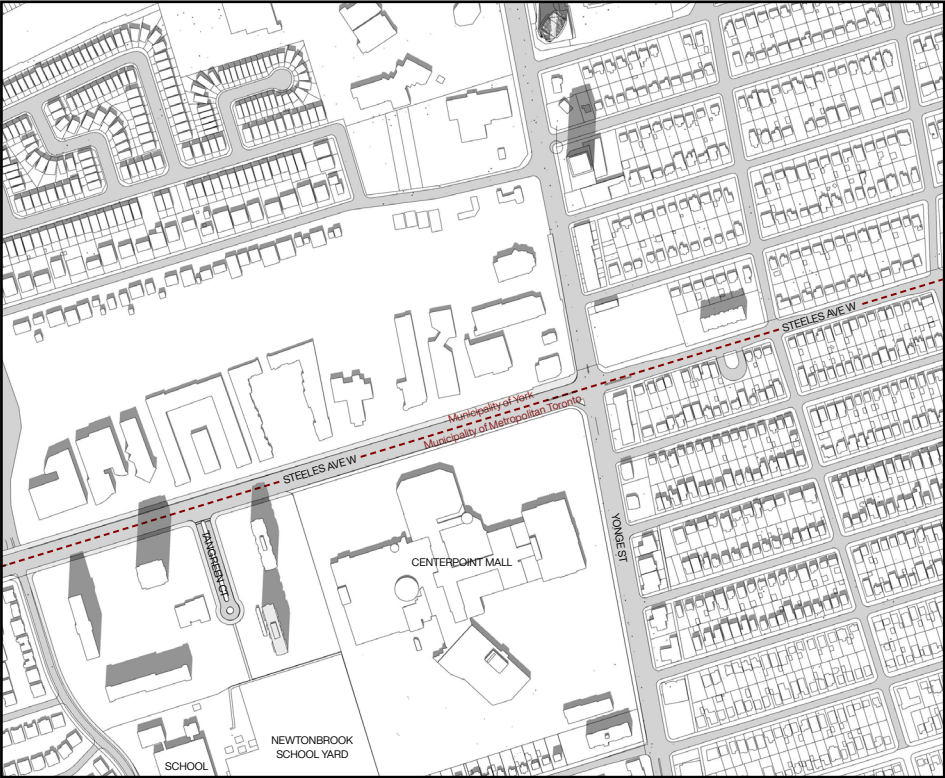 STEELES AVE W
Municipality of York
Municipality of Metropolitan Toronto
STEELES AVE W
YONGE ST
TANGREEN CT
CENTERPOINT MALL
NEWTONBROOK
SCHOOL YARD
SCHOOL